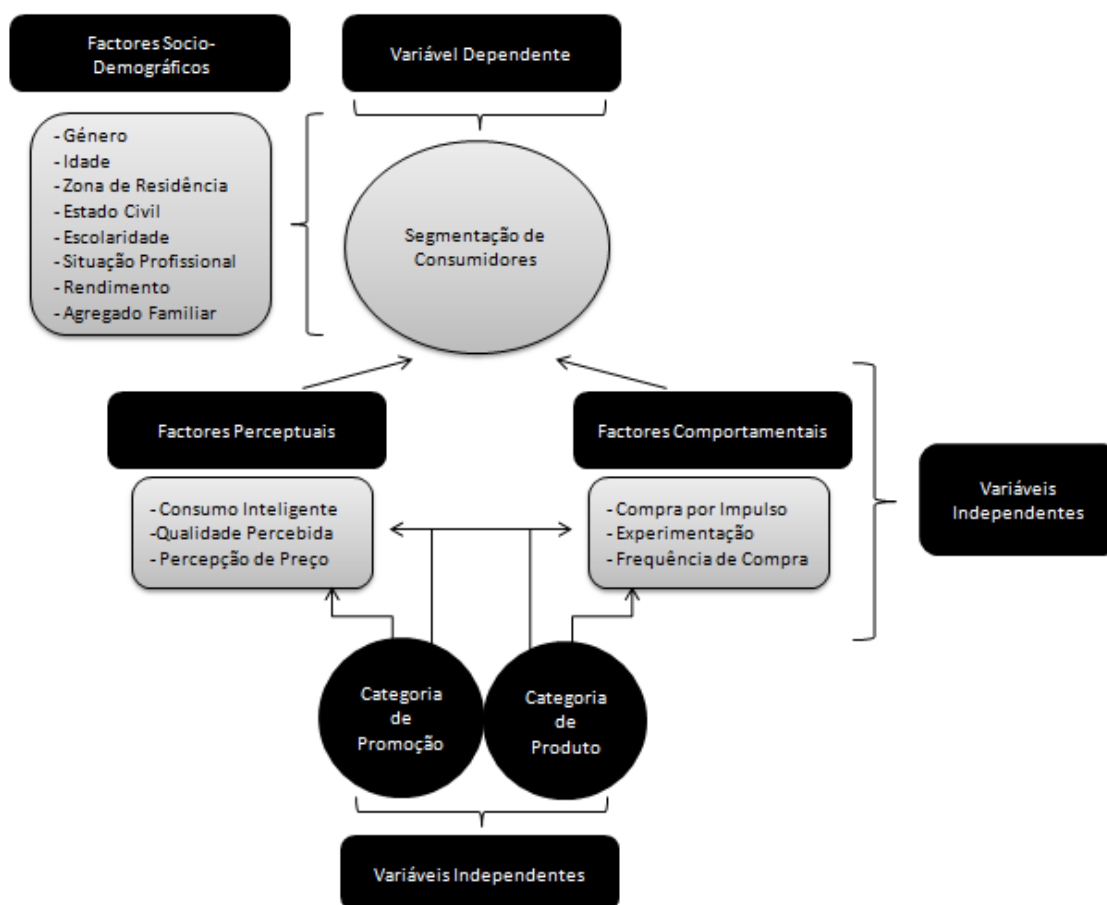 Factores Socio-
Demográficos
Variável Dependente
- Género
- Idade
- Zona de Residência
- Estado Civil
- Escolaridade
- Situação Profissional
- Rendimento
- Agregado Familiar
Segmentação de
Consumidores
Factores Perceptuais
Factores Comportamentais
- Consumo Inteligente
-Qualidade Percebida
- Percepção de Preço
- Compra por Impulso
- Experimentação
- Frequência de Compra
Variáveis
Independentes
Categoria
de
Promoção
Categoria
de
Produto
Variáveis Independentes